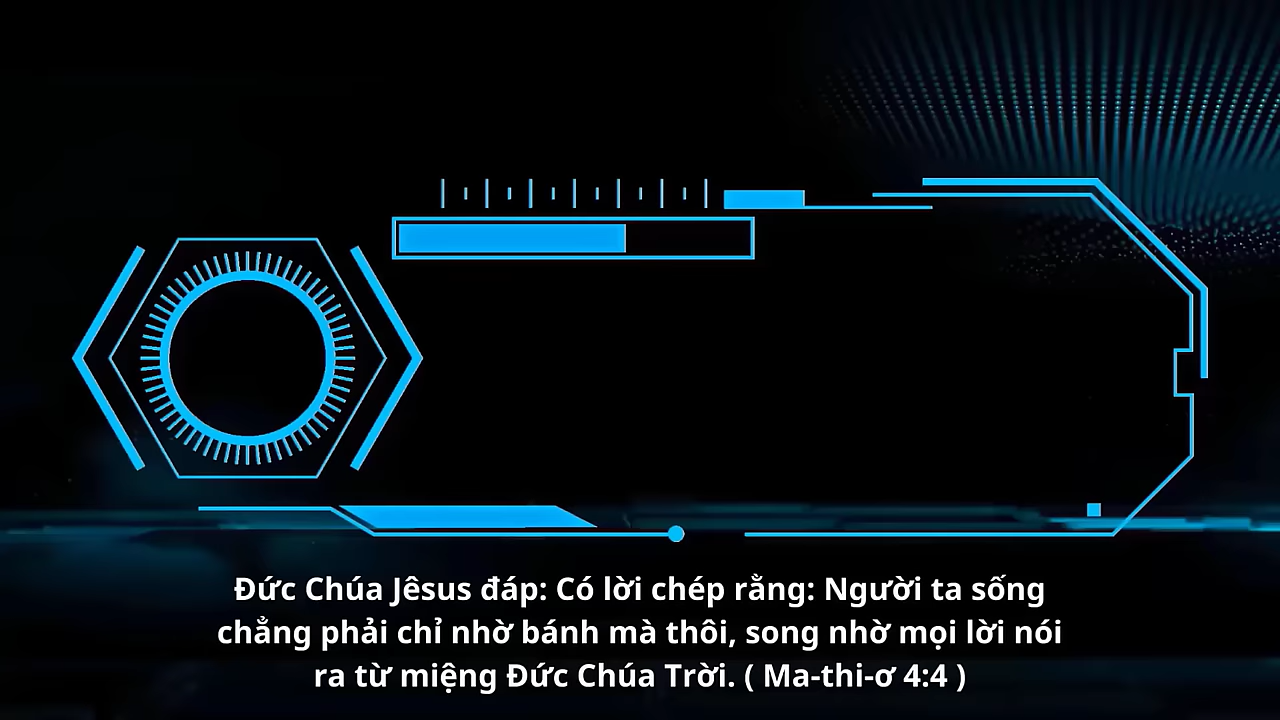 Đức Chúa Jêsus đáp: Có lời chép rằng: Người ta sống
chẳng phải chỉ nhờ bánh mà thôi, song nhờ mọi lời nói
ra từ miệng Đức Chúa Trời. ( Ma-thi-ơ 4:4 )